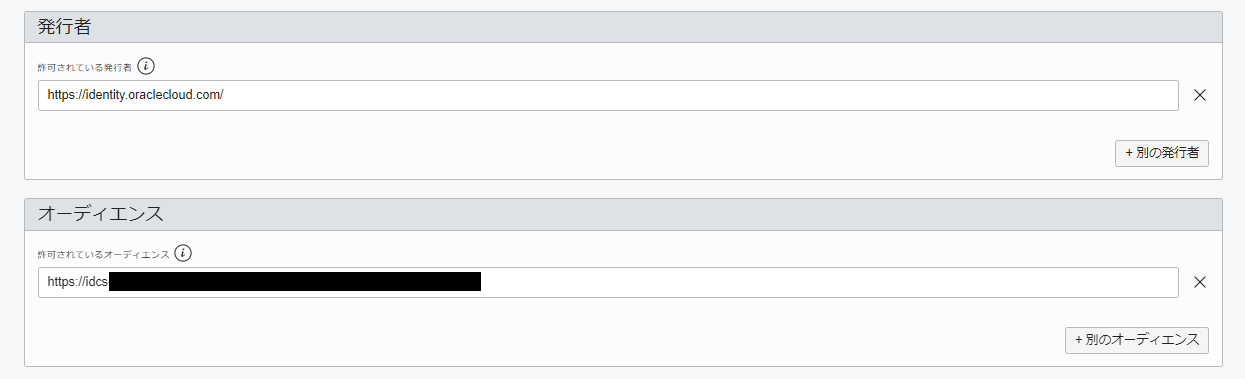 発行者
許可されている発行者
https://identity.oraclecloud.com/
+ 別の発行者
オーディエンス
許可されているオーディエンス
https://idcs-
+ 別のオーディエンス